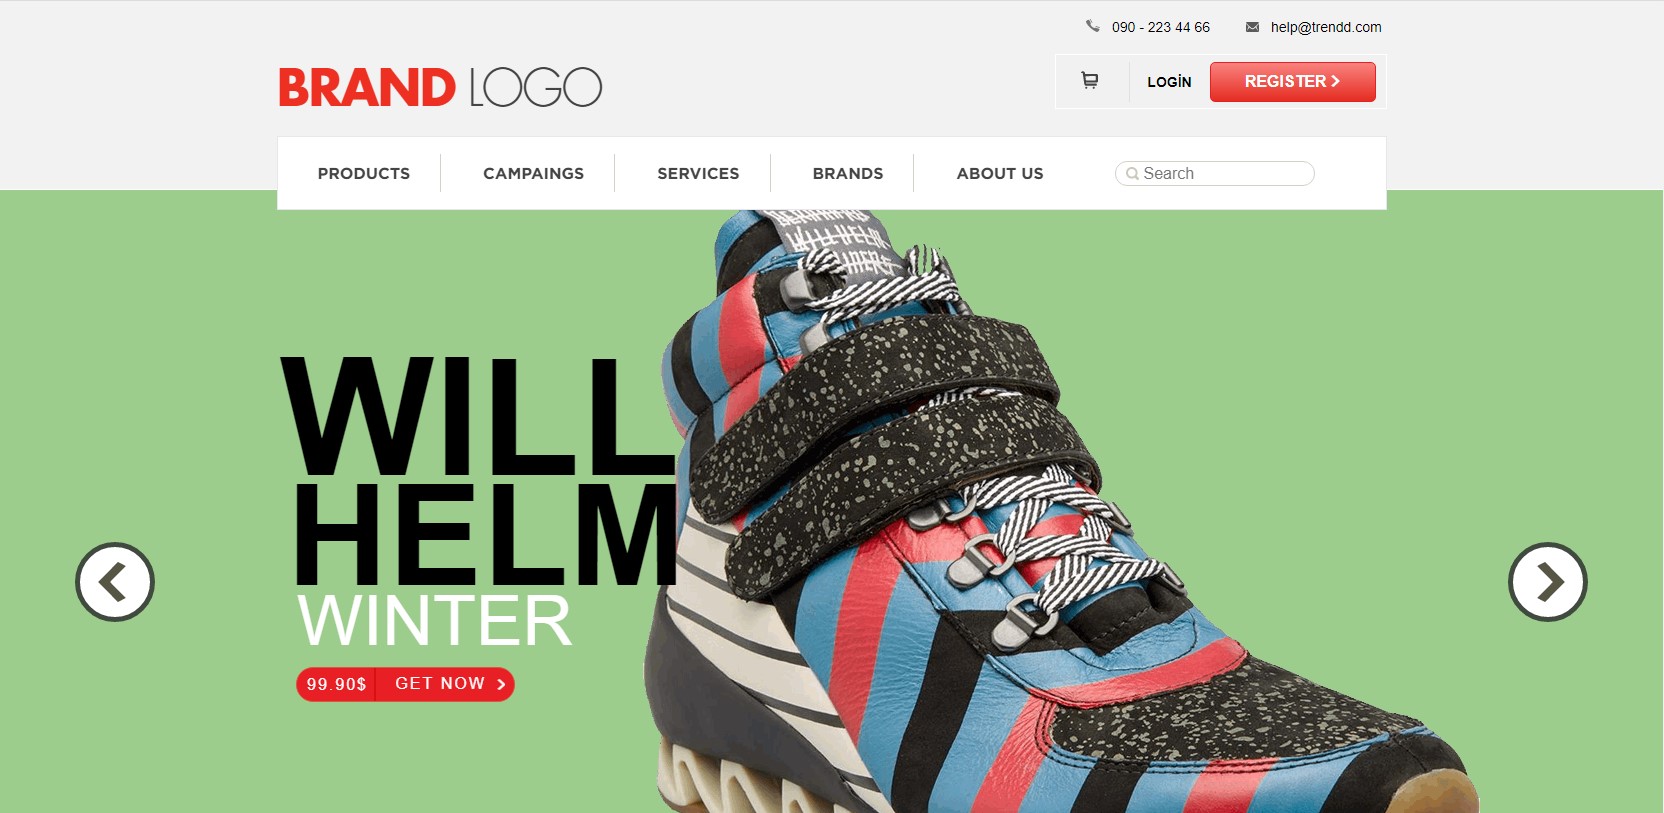 090 - 223 44 66
help@trendd.com
BRAND LOGO
LOGİN
REGISTER >
PRODUCTS
CAMPAINGS
SERVICES
BRANDS
ABOUT US
Search
WILLHELM
WILL
HELM
WINTER
99.90$
GET NOW >